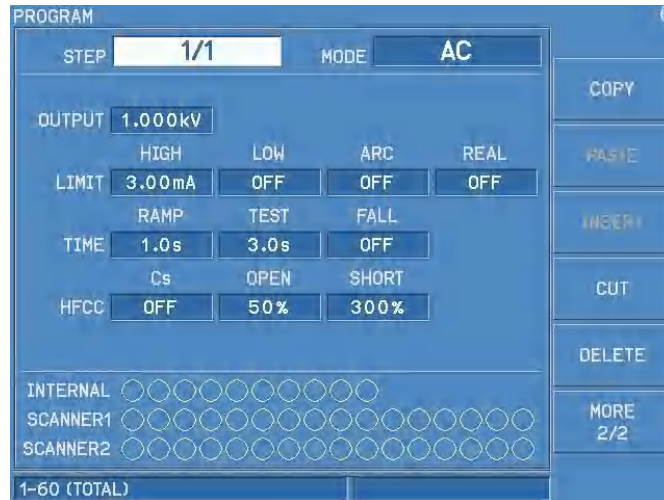 PROGRAM
STEP 1/1 MODE AC
OUTPUT 1.000kV
HIGH LOW ARC REAL
LIMIT 3.00mA OFF OFF OFF
RAMP TEST FALL
TIME 1.0s 3.0s OFF
Cs OPEN SHORT
HFCC OFF 50% 300%
INTERNAL
SCANNER1
SCANNER2
1-60 (TOTAL)
COPY
PASTE
INSERT
CUT
DELETE
MORE
2/2